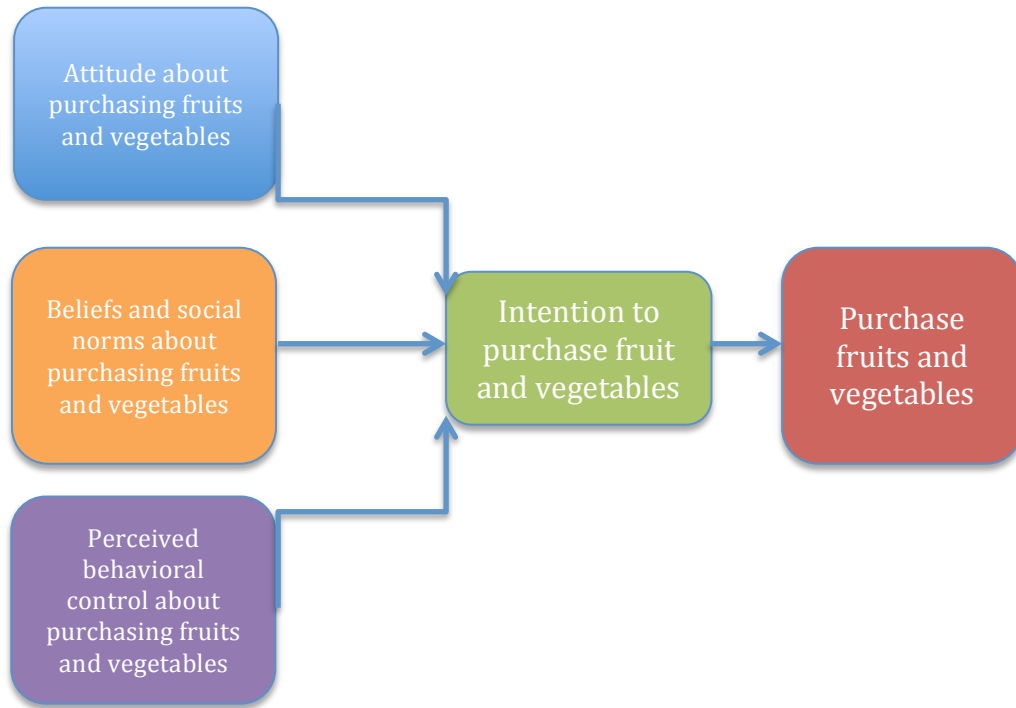 Attitude about
purchasing fruits
and vegetables
Beliefs and social
norms about
purchasing fruits
and vegetables
Perceived
behavioral
control about
purchasing fruits
and vegetables
Intention to
purchase fruit
and vegetables
Purchase
fruits and
vegetables